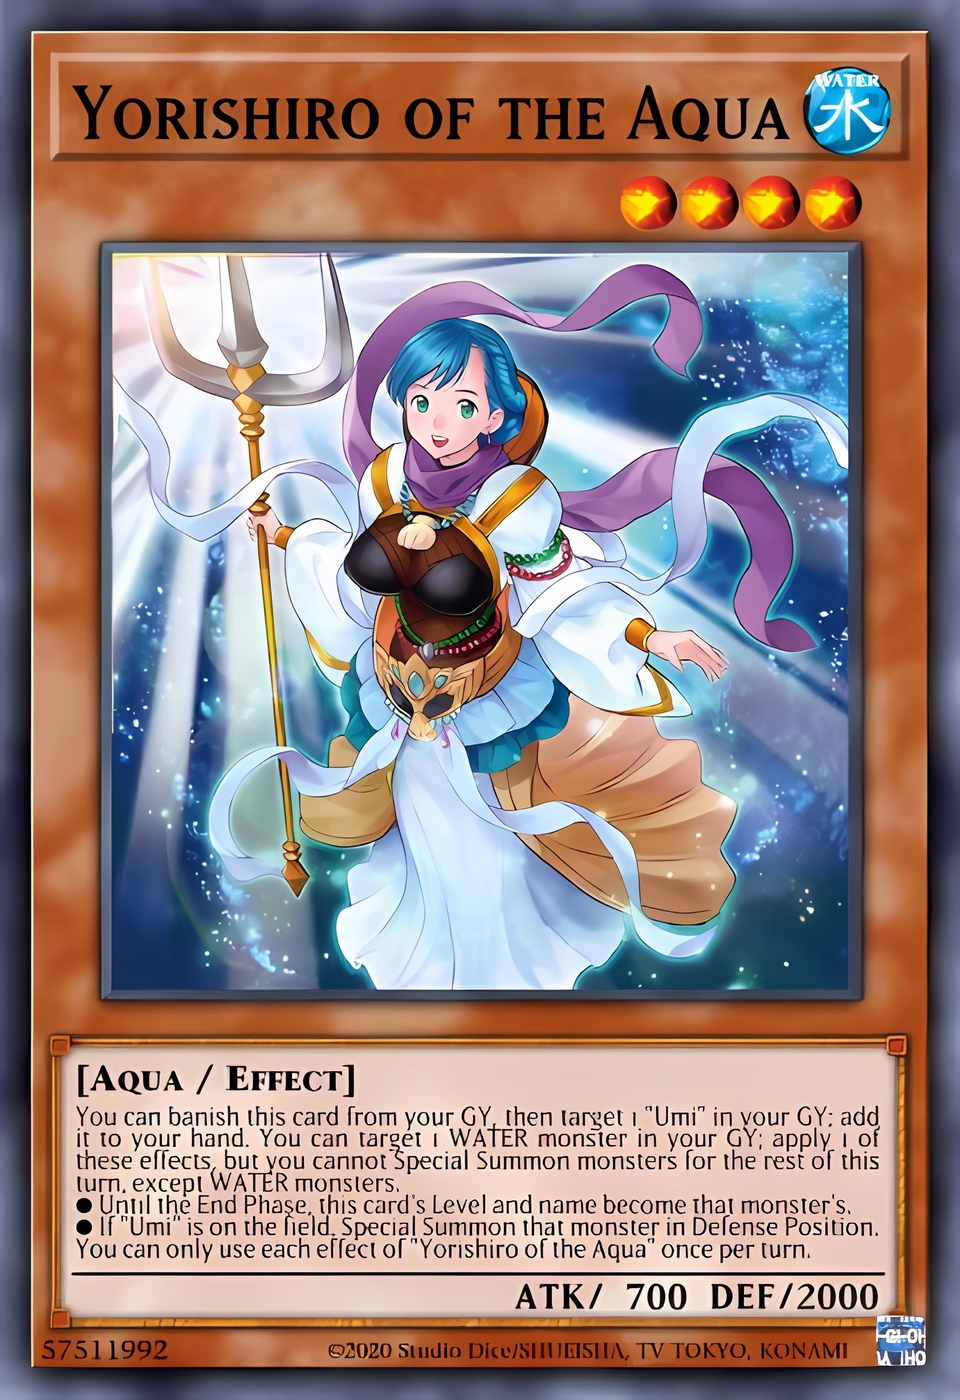 Yorishiro of the Aqua
WATER
水
[Aqua / Effect]
You can banish this card from your GY, then target 1 "Umi" in your GY; add
it to your hand. You can target 1 WATER monster in your GY; apply 1 of
these effects, but you cannot Special Summon monsters for the rest of this
turn, except WATER monsters.
● Until the End Phase, this card's Level and name become that monster's.
● If "Umi" is on the field, Special Summon that monster in Defense Position.
You can only use each effect of "Yorishiro of the Aqua" once per turn.
ATK/ 700 DEF/2000
57511992
©2020 Studio Dice/SHUEISHA, TV TOKYO, KONAMI